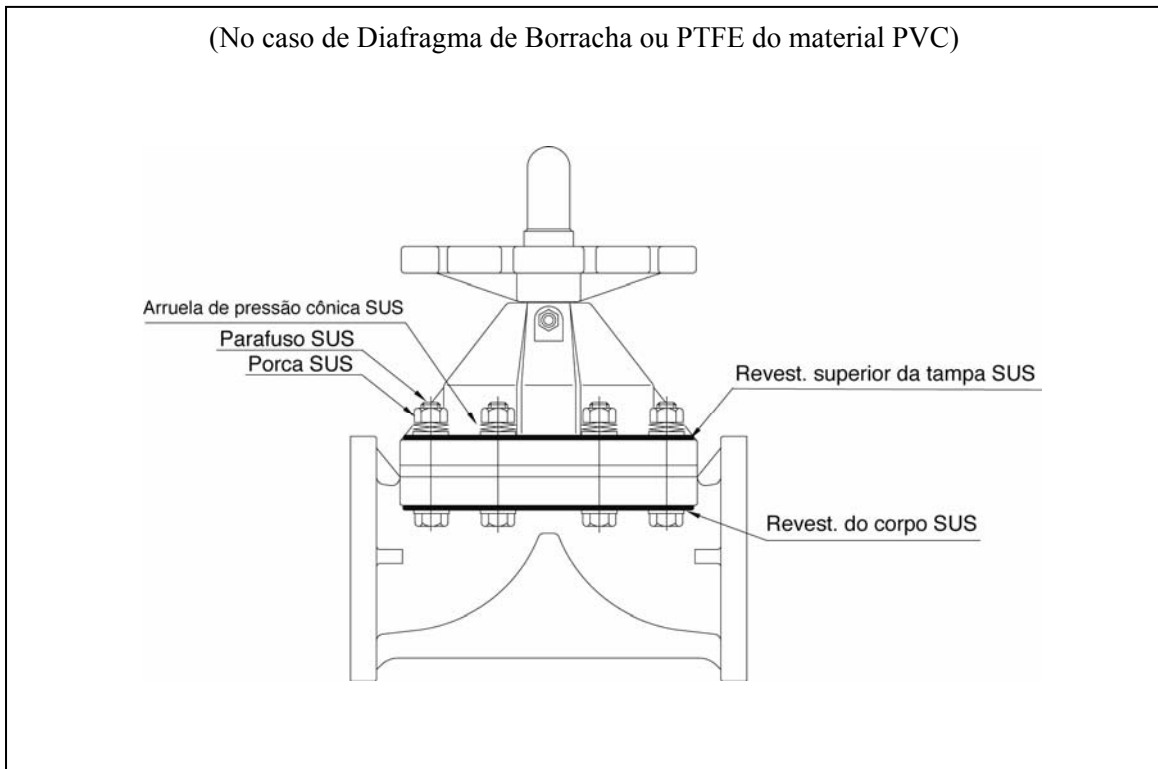 (No caso de Diafragma de Borracha ou PTFE do material PVC)
Arruela de pressão cônica SUS
Parafuso SUS
Porca SUS
Revest. superior da tampa SUS
Revest. do corpo SUS